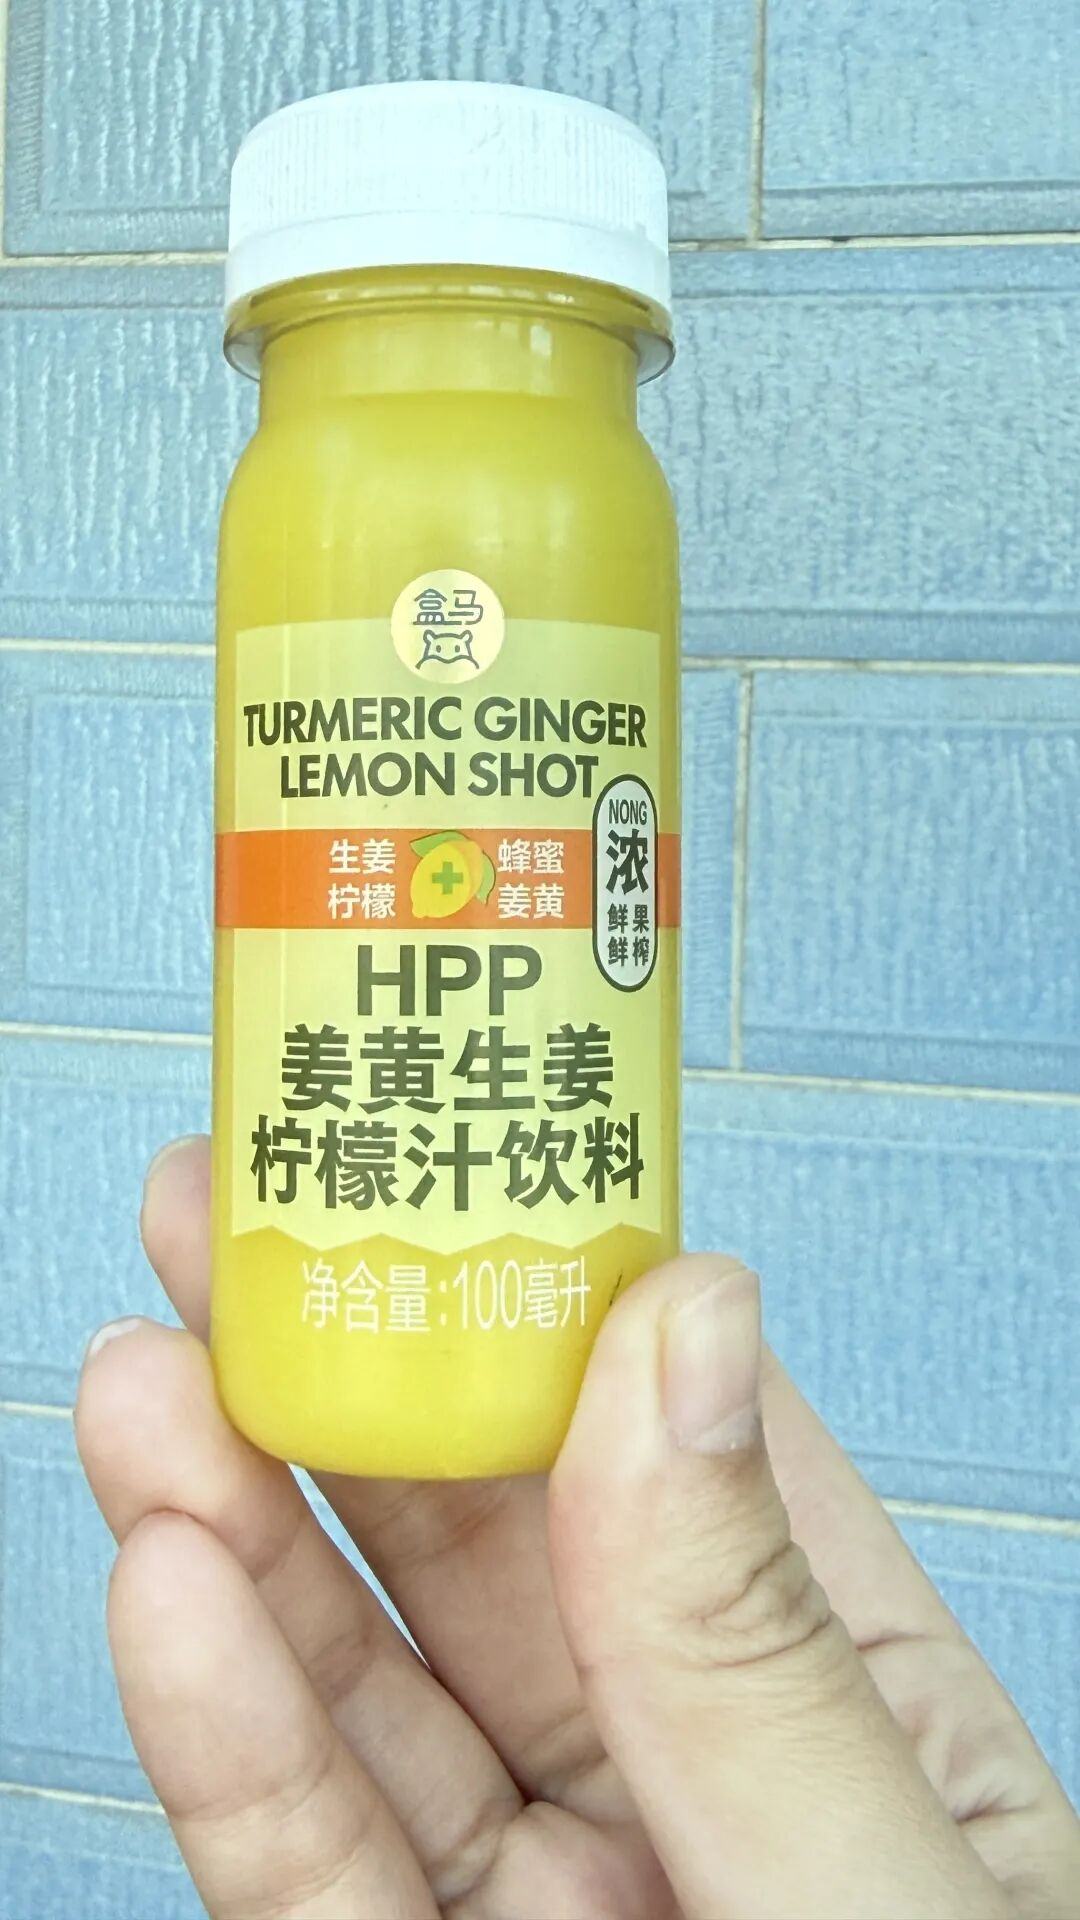 盒马
TURMERIC GINGER
LEMON SHOT
生姜 蜂蜜
柠檬 姜黄
NONG
浓
鲜果
鲜榨
HPP
姜黄生姜
柠檬汁饮料
净含量:100毫升